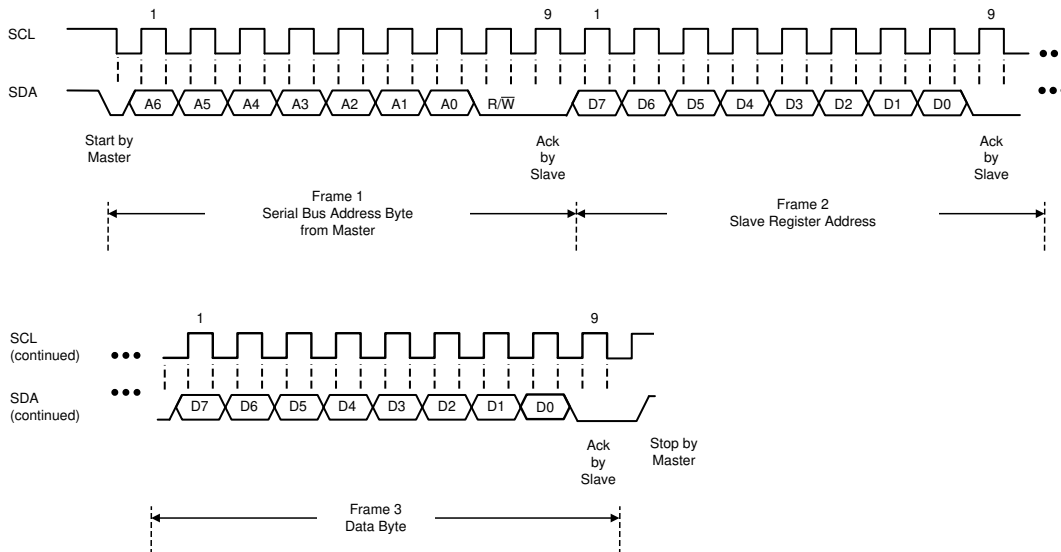 1 9 1 9
SCL
SDA A6 A5 A4 A3 A2 A1 A0 R/W̅ D7 D6 D5 D4 D3 D2 D1 D0
Start by
Master
Ack
by
Slave
Ack
by
Slave
Frame 1
Serial Bus Address Byte
from Master
Frame 2
Slave Register Address
1 9
SCL
(continued)
SDA
(continued)
D7 D6 D5 D4 D3 D2 D1 D0
Ack
by
Slave
Stop by
Master
Frame 3
Data Byte